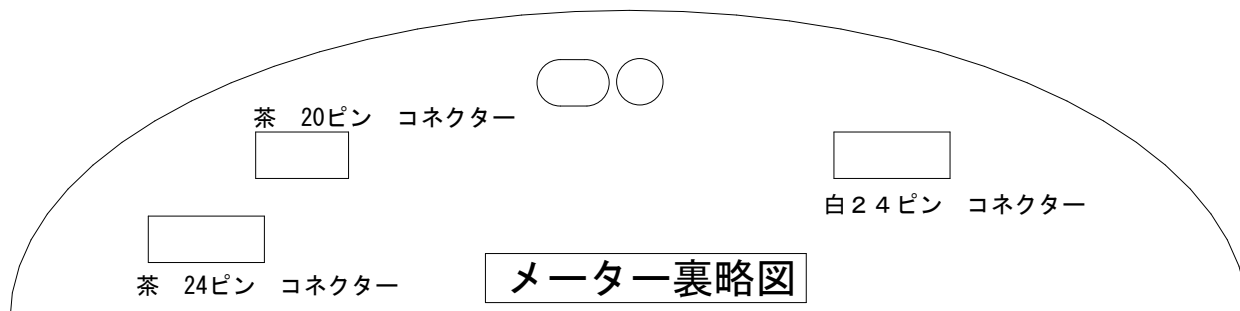 茶　20ピン　コネクター
白２４ピン　コネクター
茶　24ピン　コネクター
メーター裏略図